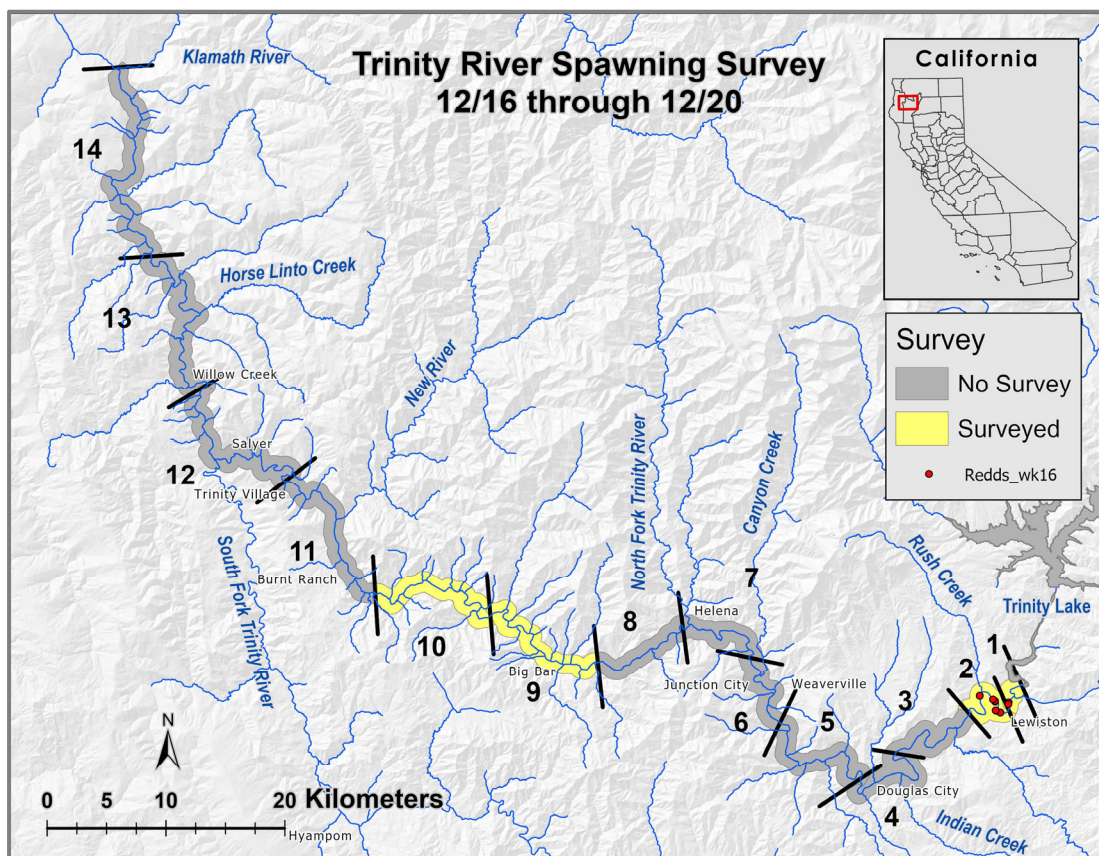 Klamath River
Trinity River Spawning Survey
12/16 through 12/20
California
14
Horse Linto Creek
13
Survey
No Survey
Surveyed
Redds_wk16
Willow Creek
New River
Salyer
12
Trinity Village
North Fork Trinity River
Canyon Creek
11
Burnt Ranch
South Fork Trinity River
Rush Creek
Trinity Lake
7
Helena
8
10
1
2
Big Bar
9
Junction City
Weaverville
3
Lewiston
6
5
N
Douglas City
4
Indian Creek
0 5 10 20 Kilometers
Hyampom